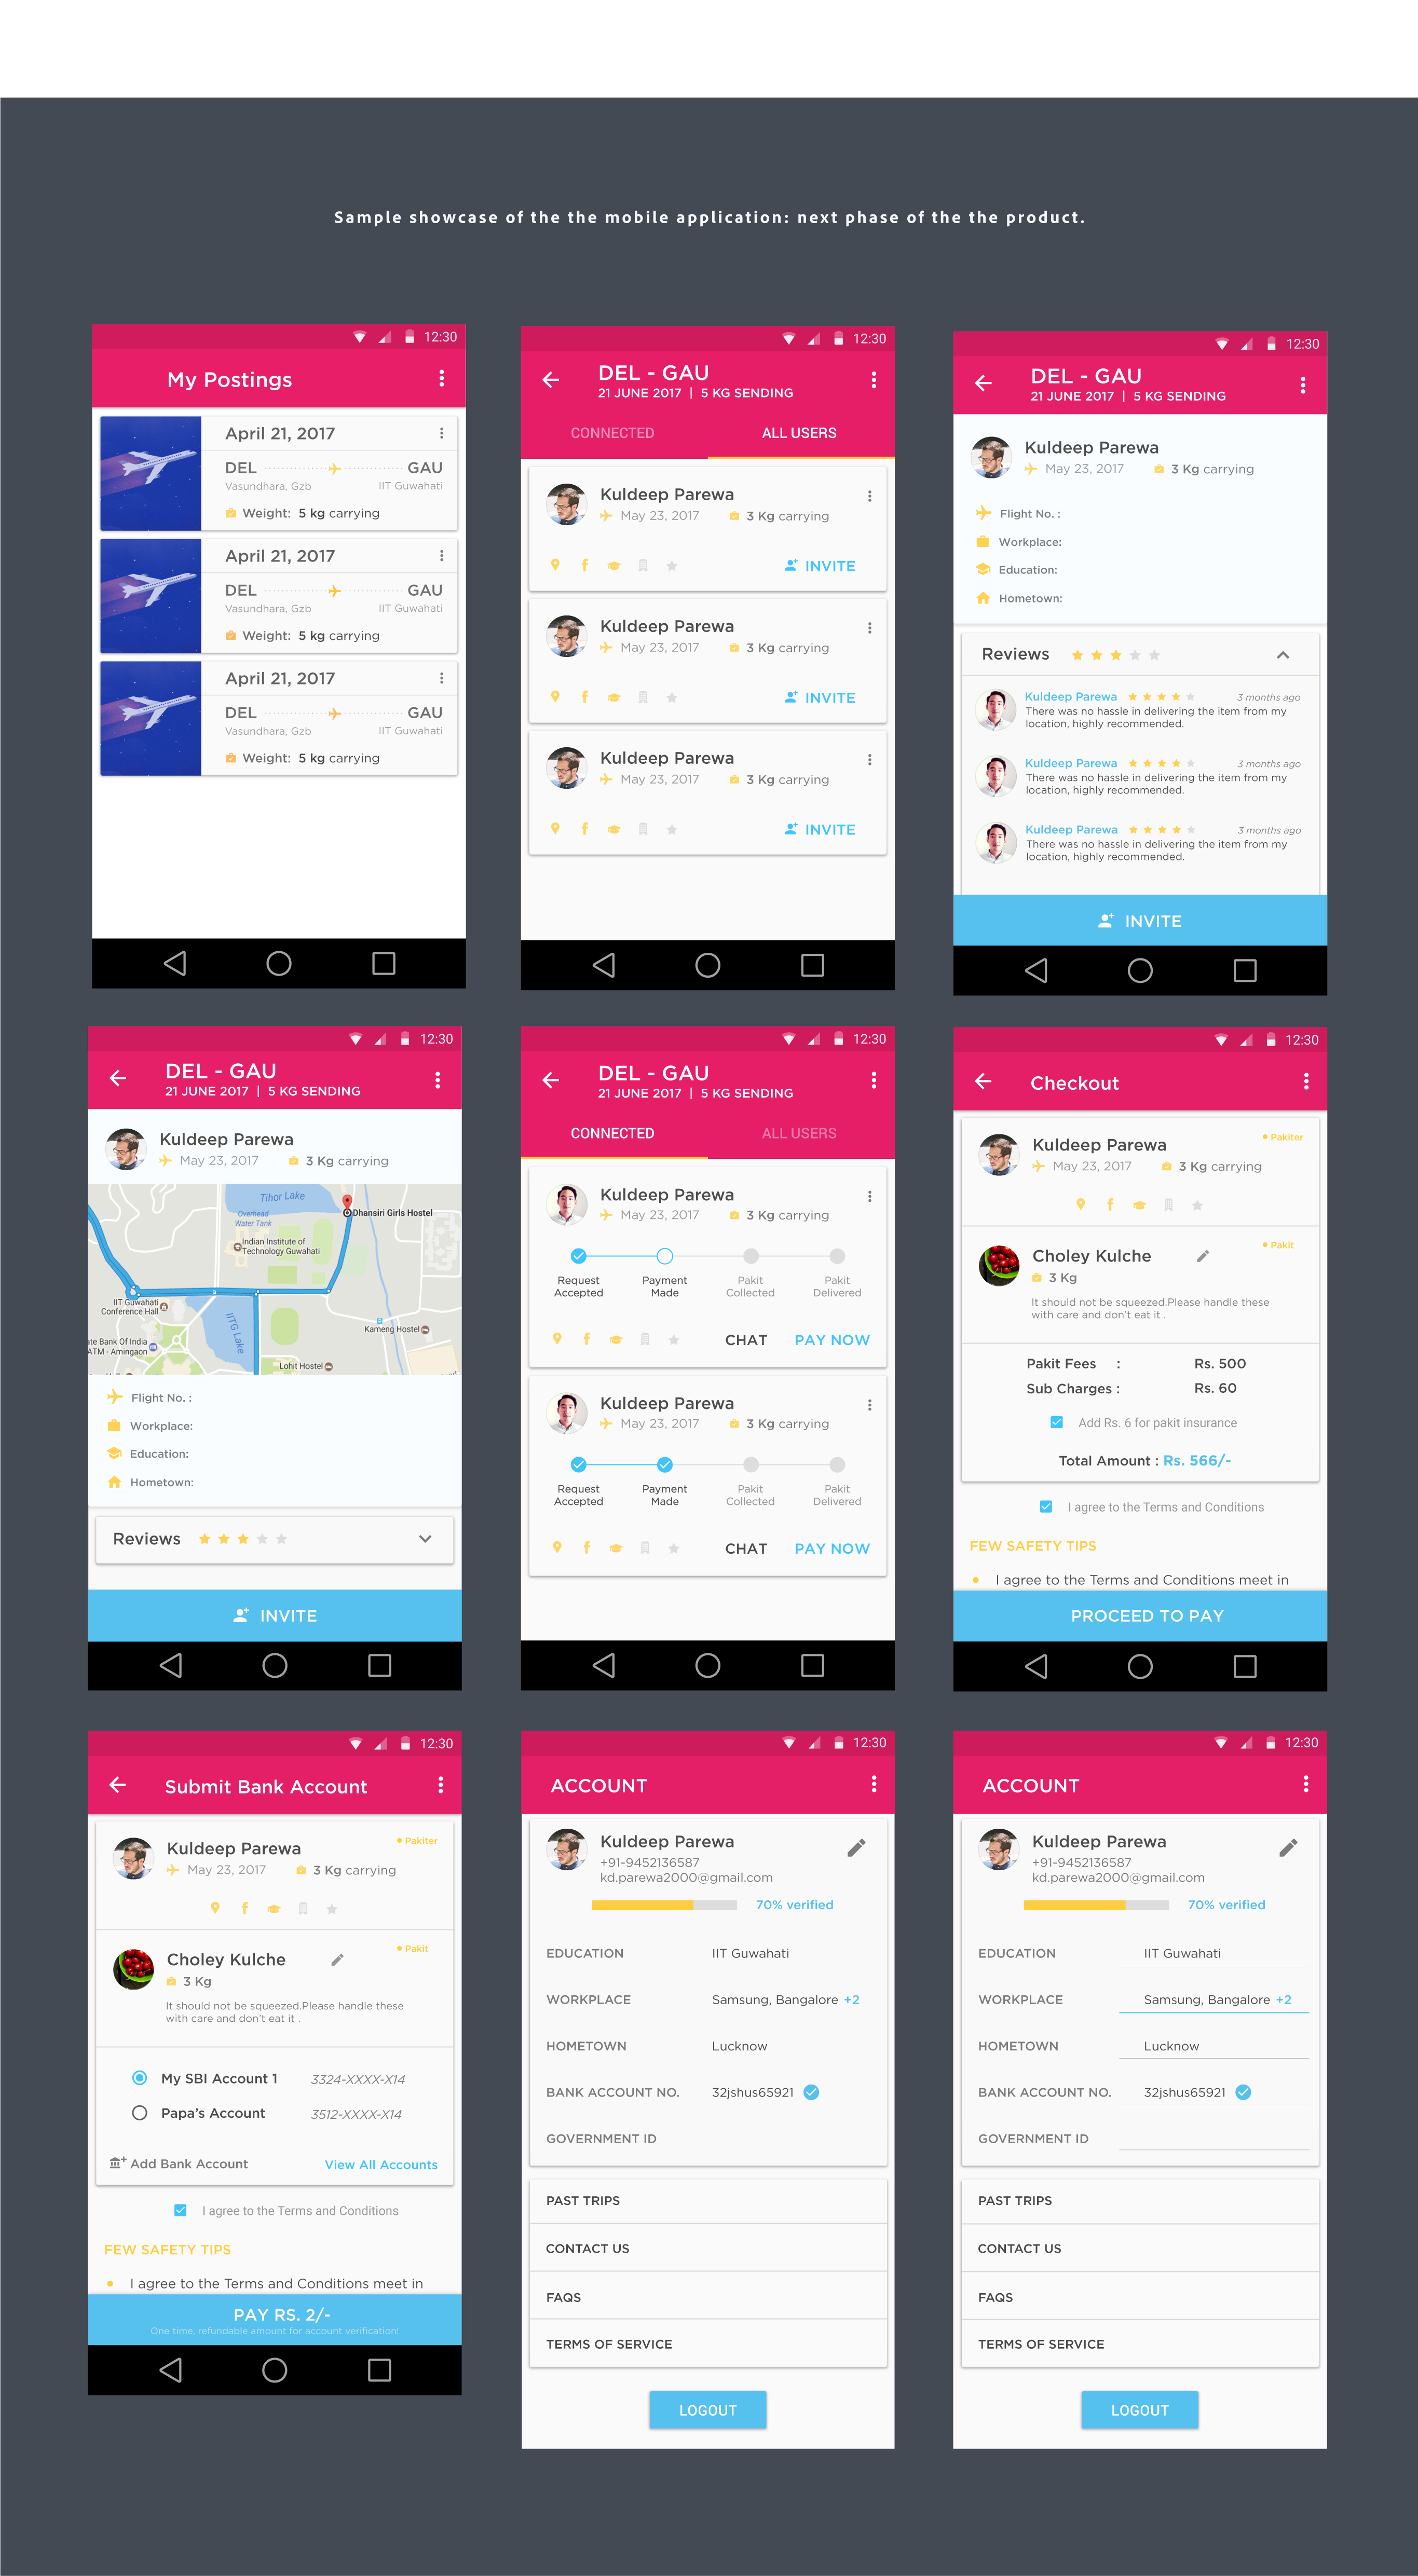 Sample showcase of the the mobile application: next phase of the the product.
12:30
My Postings
April 21, 2017
DEL GAU
Vasundhara, Gzb IIT Guwahati
Weight: 5 kg carrying
April 21, 2017
DEL GAU
Vasundhara, Gzb IIT Guwahati
Weight: 5 kg carrying
April 21, 2017
DEL GAU
Vasundhara, Gzb IIT Guwahati
Weight: 5 kg carrying
12:30
DEL - GAU
21 JUNE 2017 | 5 KG SENDING
CONNECTED ALL USERS
Kuldeep Parewa
May 23, 2017 3 Kg carrying
INVITE
Kuldeep Parewa
May 23, 2017 3 Kg carrying
INVITE
Kuldeep Parewa
May 23, 2017 3 Kg carrying
INVITE
12:30
DEL - GAU
21 JUNE 2017 | 5 KG SENDING
Kuldeep Parewa
May 23, 2017 3 Kg carrying
Flight No. :
Workplace:
Education:
Hometown:
Reviews
Kuldeep Parewa 3 months ago
There was no hassle in delivering the item from my
location, highly recommended.
Kuldeep Parewa 3 months ago
There was no hassle in delivering the item from my
location, highly recommended.
Kuldeep Parewa 3 months ago
There was no hassle in delivering the item from my
location, highly recommended.
INVITE
12:30
DEL - GAU
21 JUNE 2017 | 5 KG SENDING
Kuldeep Parewa
May 23, 2017 3 Kg carrying
Tihor Lake
Overhead
Water Tank
Dhansiri Girls Hostel
Indian Institute of
Technology Guwahati
IIT Guwahati
Conference Hall
IITG Lake
Kameng Hostel
ate Bank Of India
ATM - Amingaon
Lohit Hostel
Flight No. :
Workplace:
Education:
Hometown:
Reviews
INVITE
12:30
DEL - GAU
21 JUNE 2017 | 5 KG SENDING
CONNECTED ALL USERS
Kuldeep Parewa
May 23, 2017 3 Kg carrying
Request Payment Pakit Pakit
Accepted Made Collected Delivered
CHAT PAY NOW
Kuldeep Parewa
May 23, 2017 3 Kg carrying
Request Payment Pakit Pakit
Accepted Made Collected Delivered
CHAT PAY NOW
12:30
Checkout
Pakiter
Kuldeep Parewa
May 23, 2017 3 Kg carrying
Pakit
Choley Kulche
3 Kg
It should not be squeezed.Please handle these
with care and don't eat it .
Pakit Fees : Rs. 500
Sub Charges : Rs. 60
Add Rs. 6 for pakit insurance
Total Amount : Rs. 566/-
I agree to the Terms and Conditions
FEW SAFETY TIPS
I agree to the Terms and Conditions meet in
PROCEED TO PAY
12:30
Submit Bank Account
Pakiter
Kuldeep Parewa
May 23, 2017 3 Kg carrying
Pakit
Choley Kulche
3 Kg
It should not be squeezed.Please handle these
with care and don't eat it .
My SBI Account 1 3324-XXXX-X14
Papa's Account 3512-XXXX-X14
Add Bank Account View All Accounts
I agree to the Terms and Conditions
FEW SAFETY TIPS
I agree to the Terms and Conditions meet in
PAY RS. 2/-
One time, refundable amount for account verification!
12:30
ACCOUNT
Kuldeep Parewa
+91-9452136587
kd.parewa2000@gmail.com
70% verified
EDUCATION IIT Guwahati
WORKPLACE Samsung, Bangalore +2
HOMETOWN Lucknow
BANK ACCOUNT NO. 32jshus65921
GOVERNMENT ID
PAST TRIPS
CONTACT US
FAQS
TERMS OF SERVICE
LOGOUT
12:30
ACCOUNT
Kuldeep Parewa
+91-9452136587
kd.parewa2000@gmail.com
70% verified
EDUCATION IIT Guwahati
WORKPLACE Samsung, Bangalore +2
HOMETOWN Lucknow
BANK ACCOUNT NO. 32jshus65921
GOVERNMENT ID
PAST TRIPS
CONTACT US
FAQS
TERMS OF SERVICE
LOGOUT